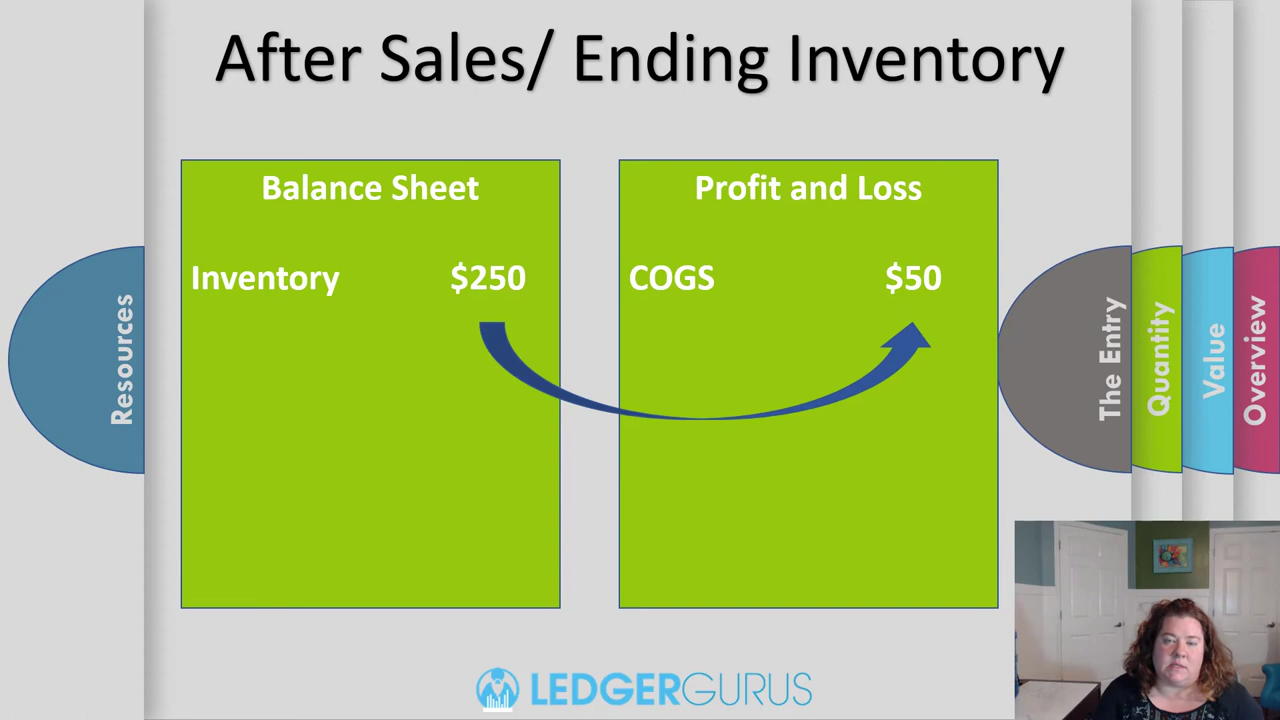 After Sales/ Ending Inventory
Resources
Balance Sheet
Inventory $250
Profit and Loss
COGS $50
The Entry
Quantity
Value
Overview
LEDGERGURUS